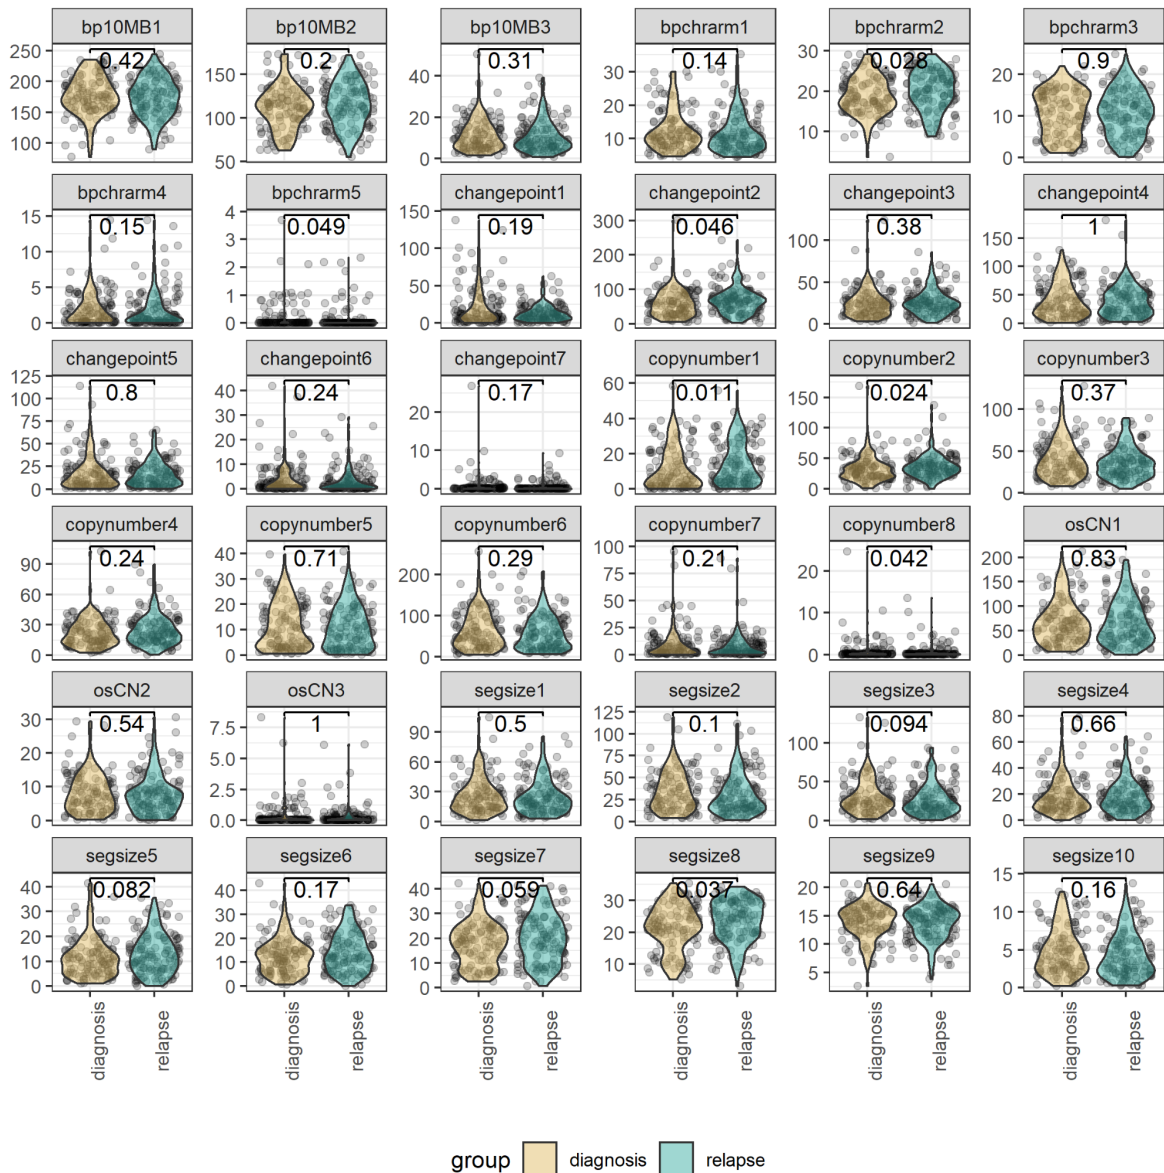 bp10MB1 bp10MB2 bp10MB3 bpchrarm1 bpchrarm2 bpchrarm3
250 200 150 100 0.42
150 100 50 0.2
40 20 0 0.31
30 20 10 0.14
30 20 10 0.028
20 10 0 0.9
bpchrarm4 bpchrarm5 changepoint1 changepoint2 changepoint3 changepoint4
15 10 5 0 0.15
4 3 2 1 0 0.049
150 100 50 0 0.19
300 200 100 0 0.046
100 50 0 0.38
150 100 50 0 1
changepoint5 changepoint6 changepoint7 copynumber1 copynumber2 copynumber3
125 100 75 50 25 0 0.8
40 30 20 10 0 0.24
20 10 0 0.17
60 40 20 0 0.011
150 100 50 0 0.024
100 50 0 0.37
copynumber4 copynumber5 copynumber6 copynumber7 copynumber8 osCN1
90 60 30 0 0.24
40 30 20 10 0 0.71
200 100 0 0.29
100 75 50 25 0 0.21
20 10 0 0.042
200 150 100 50 0 0.83
osCN2 osCN3 segsize1 segsize2 segsize3 segsize4
30 20 10 0 0.54
7.5 5.0 2.5 0.0 1
90 60 30 0 0.5
125 100 75 50 25 0 0.1
100 50 0 0.094
80 60 40 20 0 0.66
segsize5 segsize6 segsize7 segsize8 segsize9 segsize10
40 30 20 10 0 0.082
40 30 20 10 0 0.17
40 30 20 10 0 0.059
30 20 10 0.037
20 15 10 5 0.64
15 10 5 0 0.16
diagnosis relapse diagnosis relapse diagnosis relapse diagnosis relapse diagnosis relapse diagnosis relapse
group diagnosis relapse